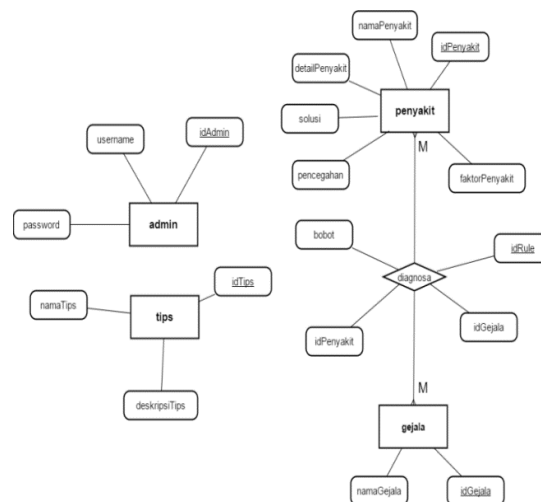 namaPenyakit
idPenyakit
detailPenyakit
penyakit
solusi
M
pencegahan
faktorPenyakit
username
idAdmin
password
admin
bobot
idRule
diagnosa
idTips
namaTips
tips
idPenyakit
idGejala
deskripsiTips
M
gejala
namaGejala
idGejala